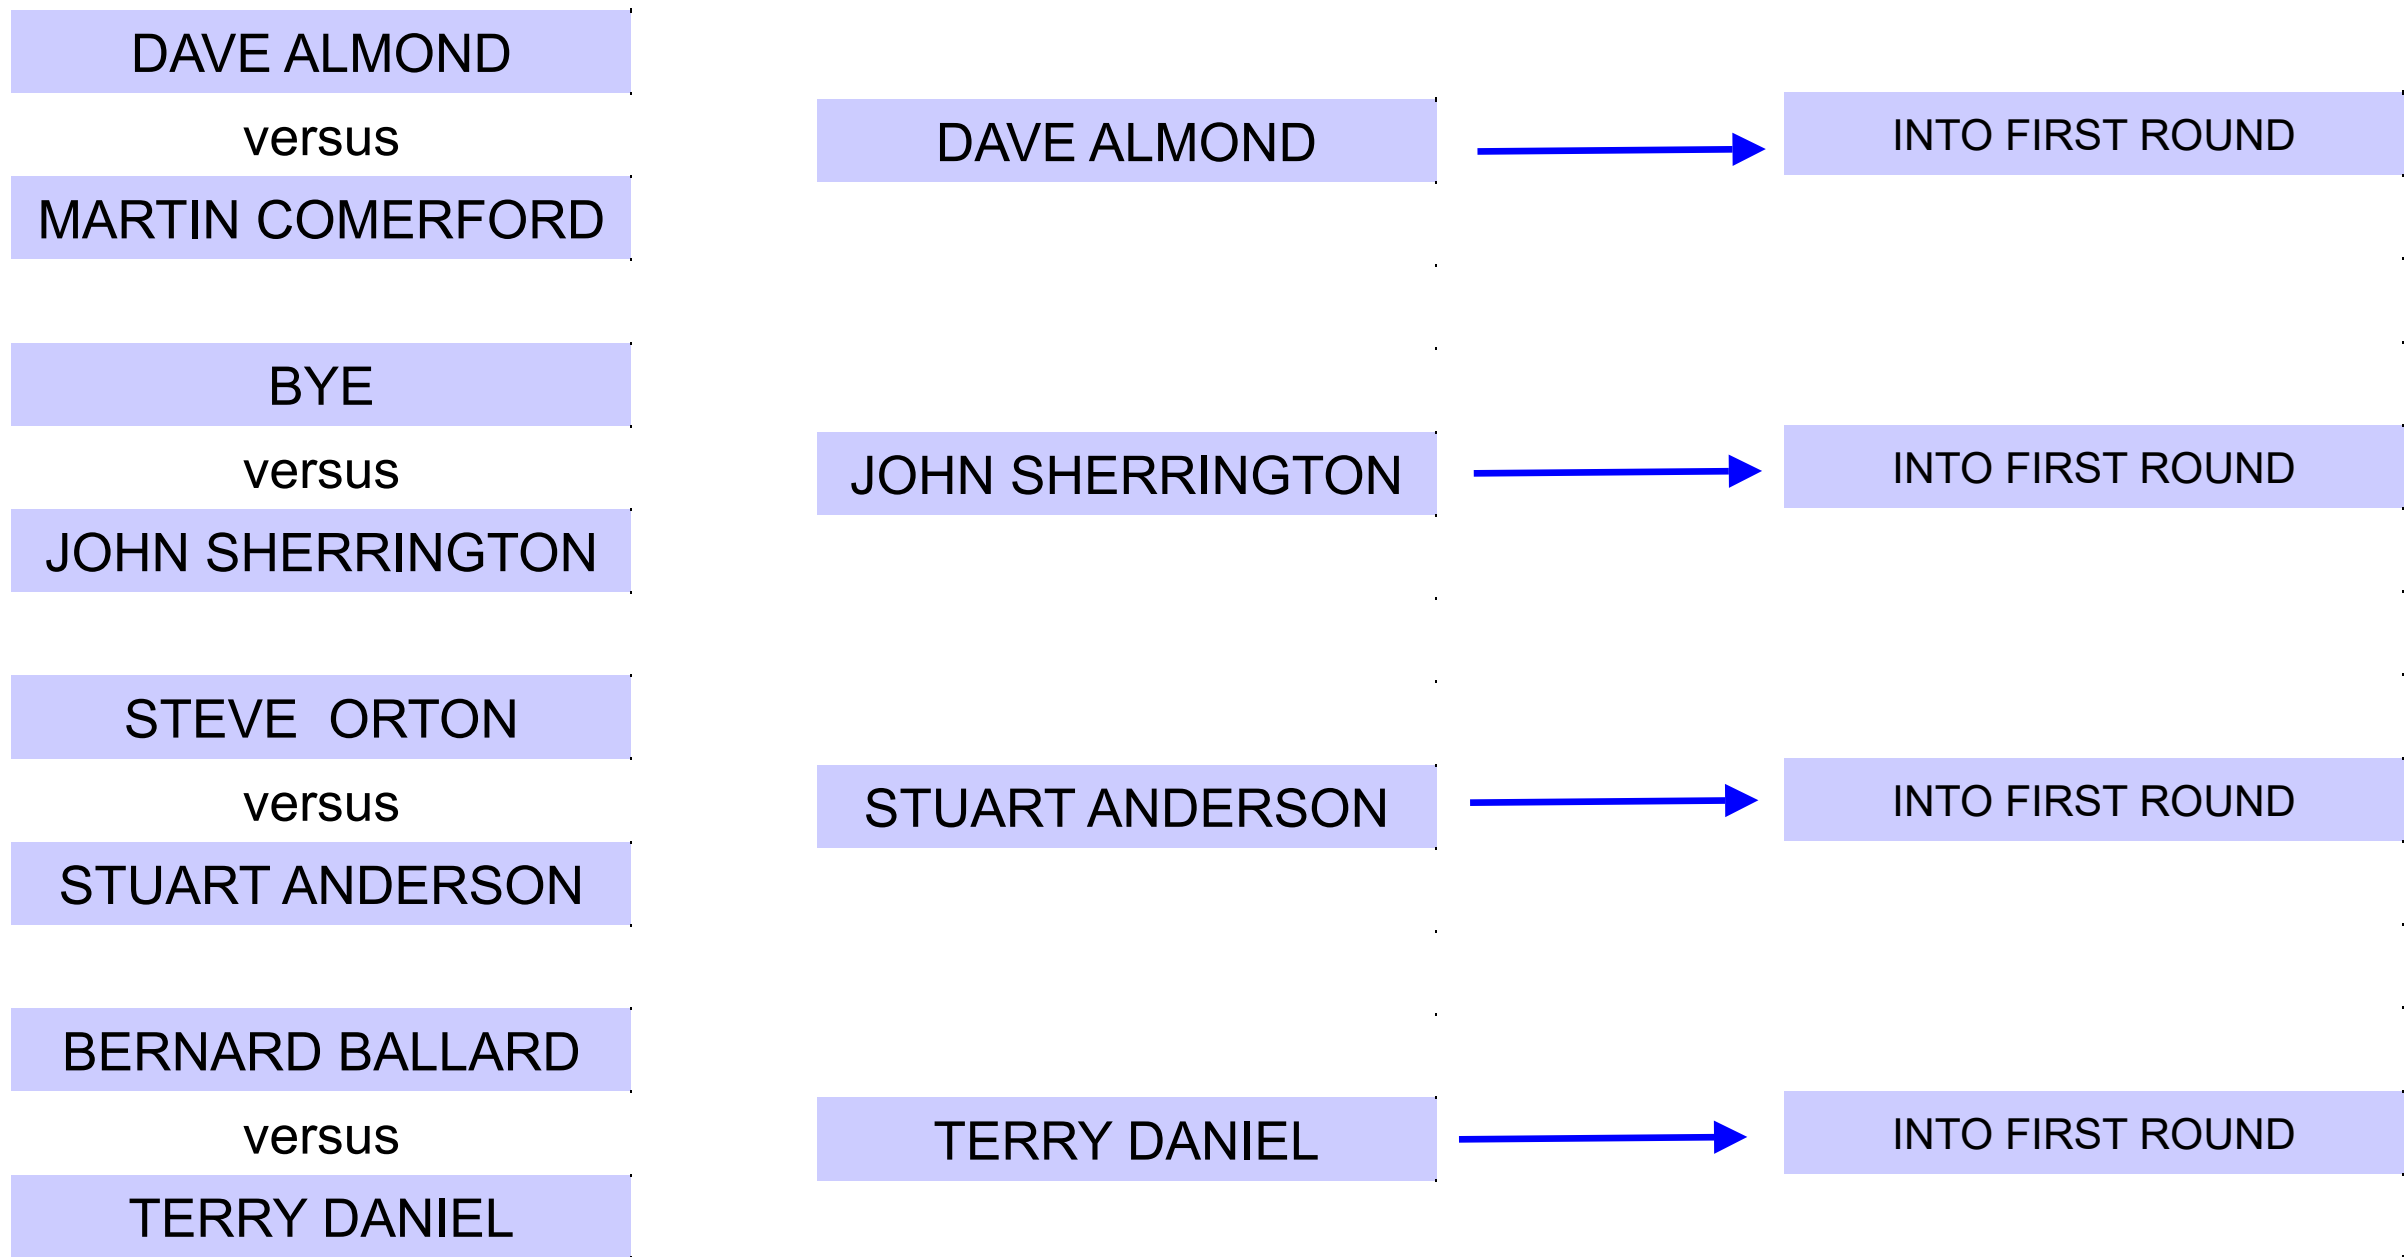 DAVE ALMOND
versus
MARTIN COMERFORD
DAVE ALMOND
INTO FIRST ROUND
BYE
versus
JOHN SHERRINGTON
JOHN SHERRINGTON
INTO FIRST ROUND
STEVE  ORTON
versus
STUART ANDERSON
STUART ANDERSON
INTO FIRST ROUND
BERNARD BALLARD
versus
TERRY DANIEL
TERRY DANIEL
INTO FIRST ROUND